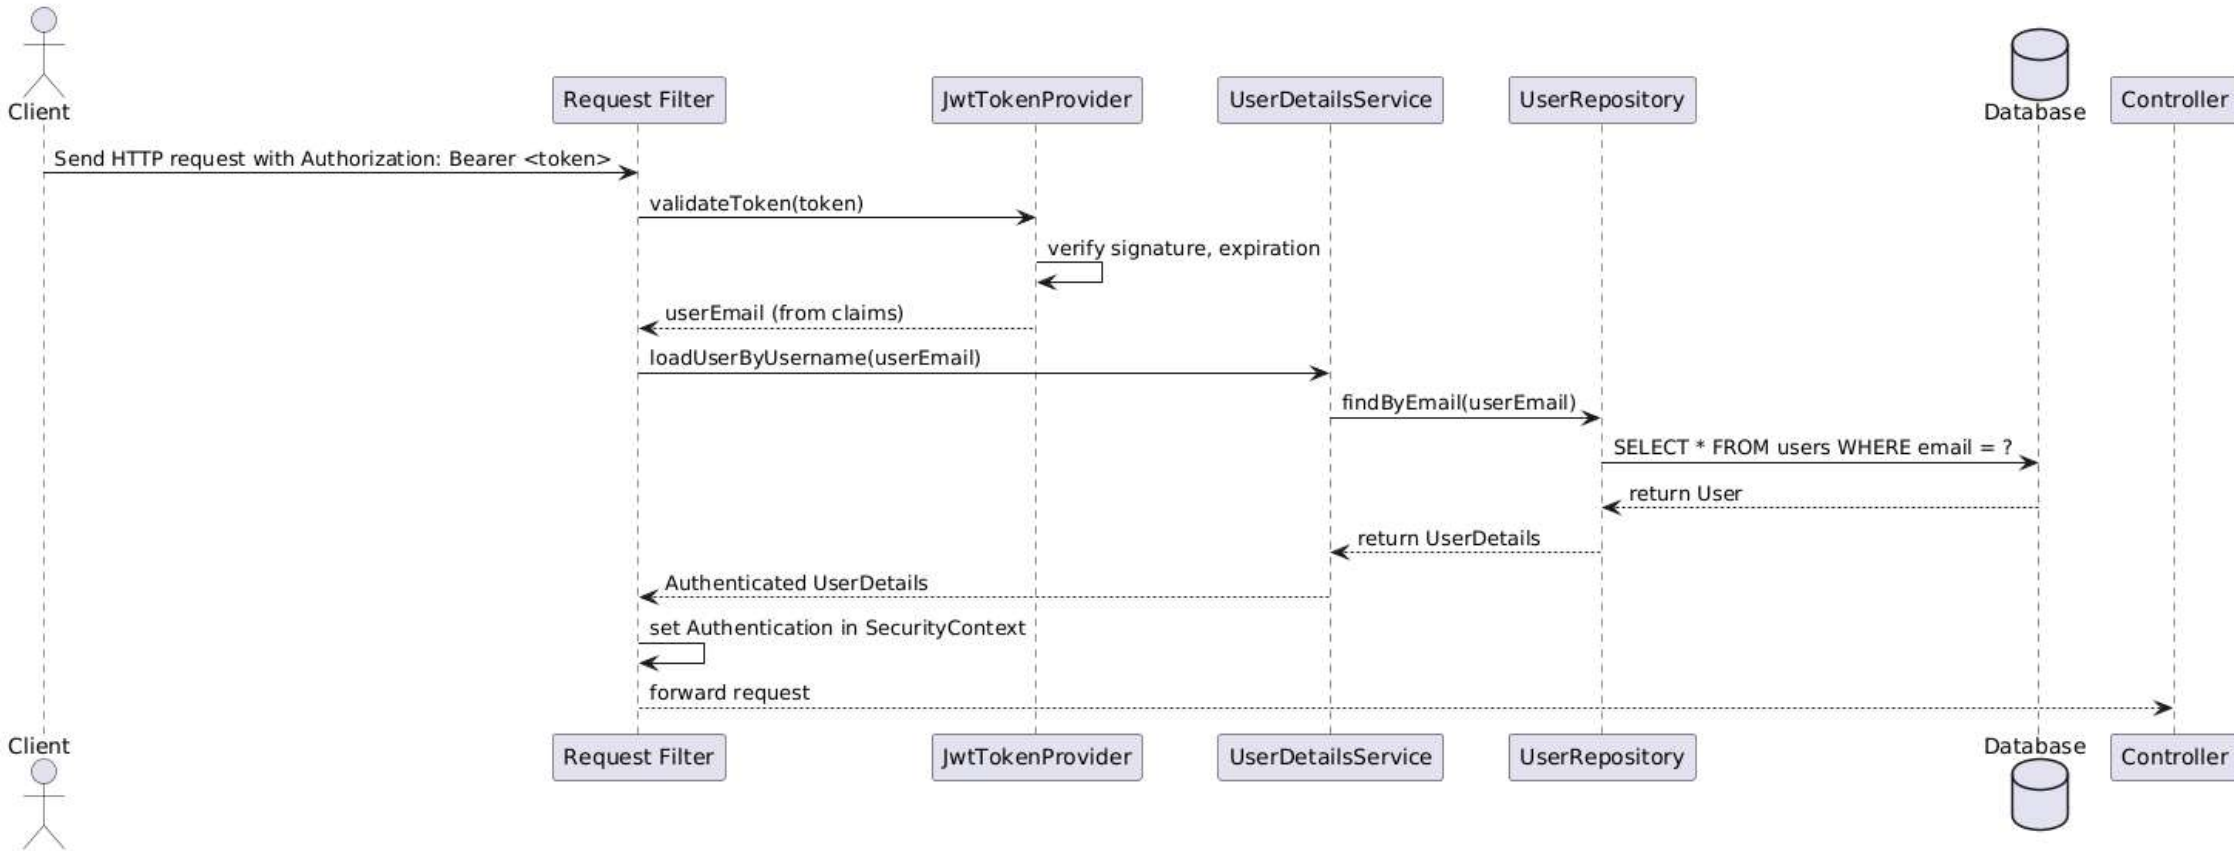 Client
Request Filter
JwtTokenProvider
UserDetailsService
UserRepository
Database
Controller
Send HTTP request with Authorization: Bearer <token>
validateToken(token)
verify signature, expiration
userEmail (from claims)
loadUserByUsername(userEmail)
findByEmail(userEmail)
SELECT * FROM users WHERE email = ?
return User
return UserDetails
Authenticated UserDetails
set Authentication in SecurityContext
forward request
Client
Request Filter
JwtTokenProvider
UserDetailsService
UserRepository
Database
Controller